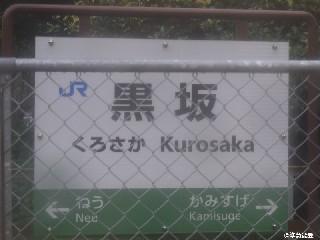 JR
黒坂
くろさか Kurosaka
← ねう かみすげ →
Neu Kamisuge